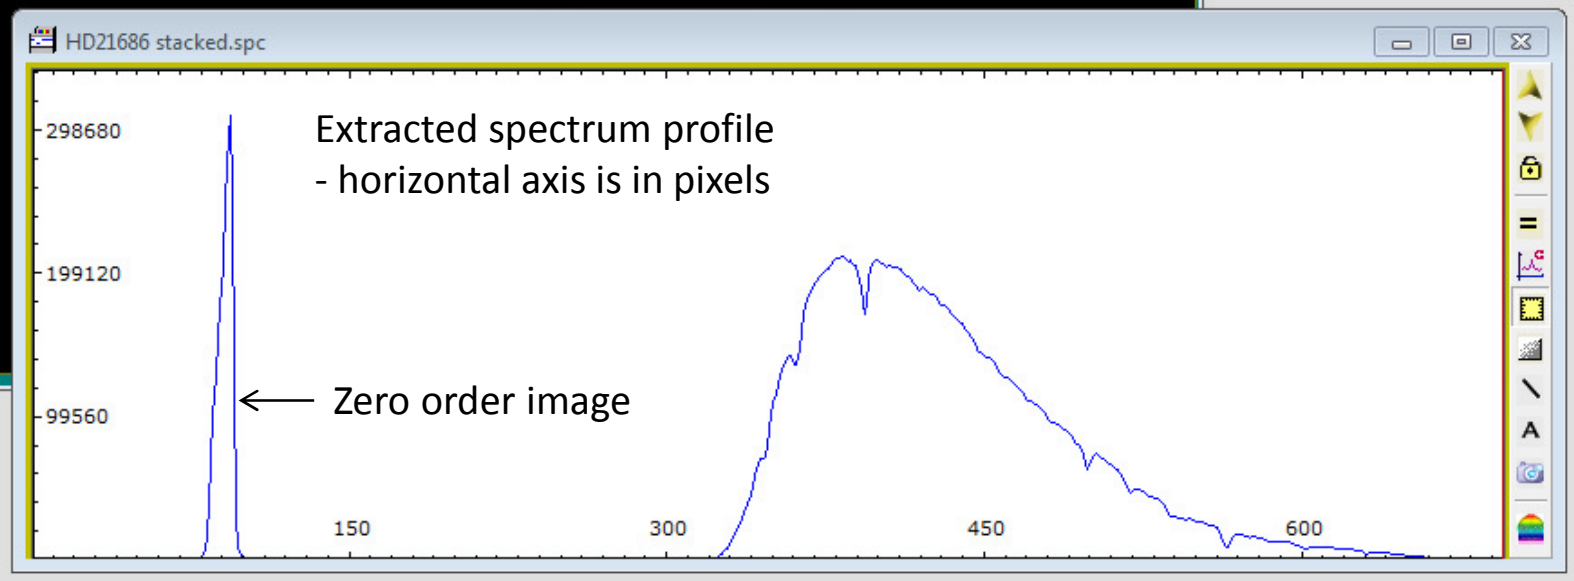 HD21686 stacked.spc
298680
Extracted spectrum profile
- horizontal axis is in pixels
199120
Zero order image
99560
150
300
450
600
A